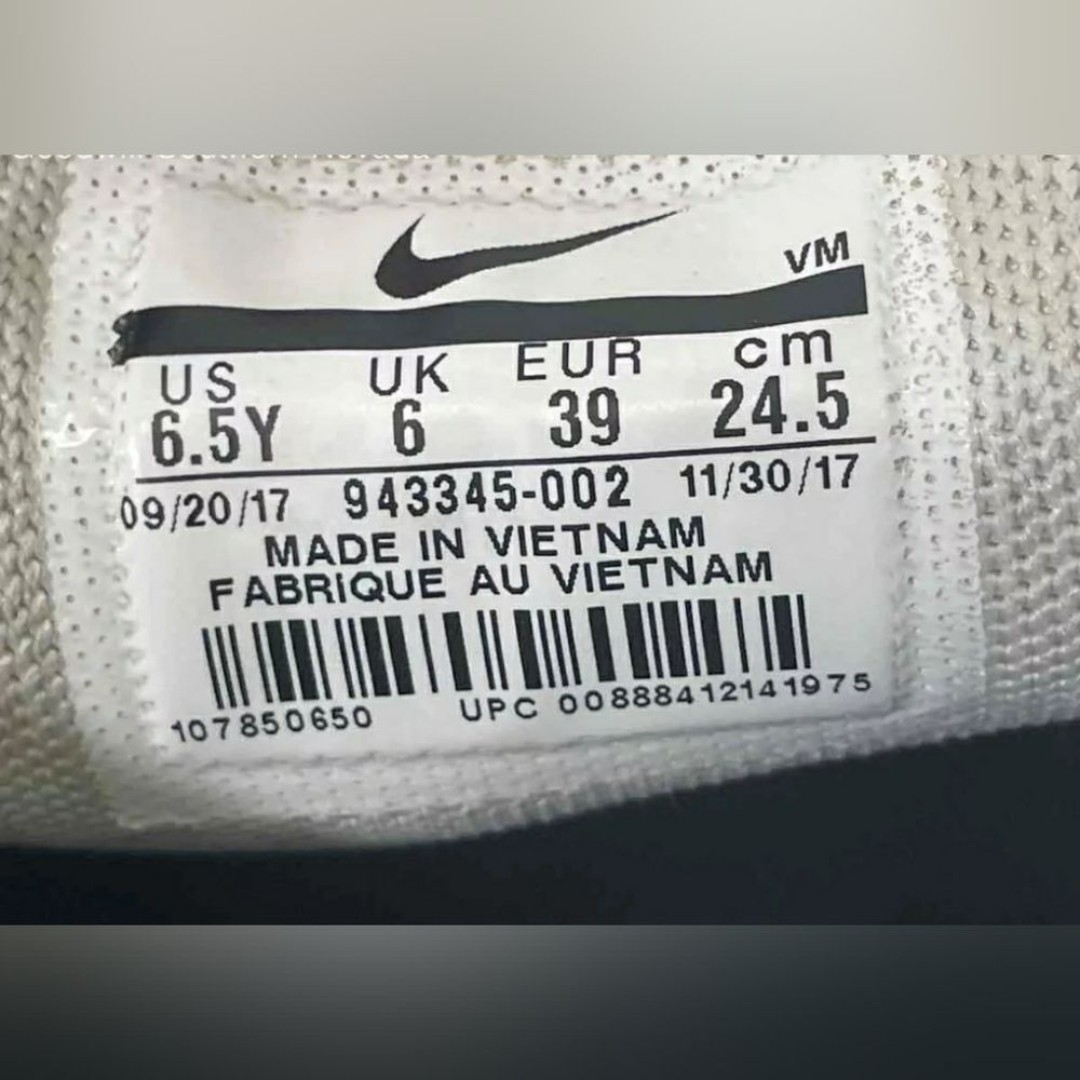 VM
US UK EUR cm
6.5Y 6 39 24.5
09/20/17 943345-002 11/30/17
MADE IN VIETNAM
FABRIQUE AU VIETNAM
107850650 UPC 00888412141975